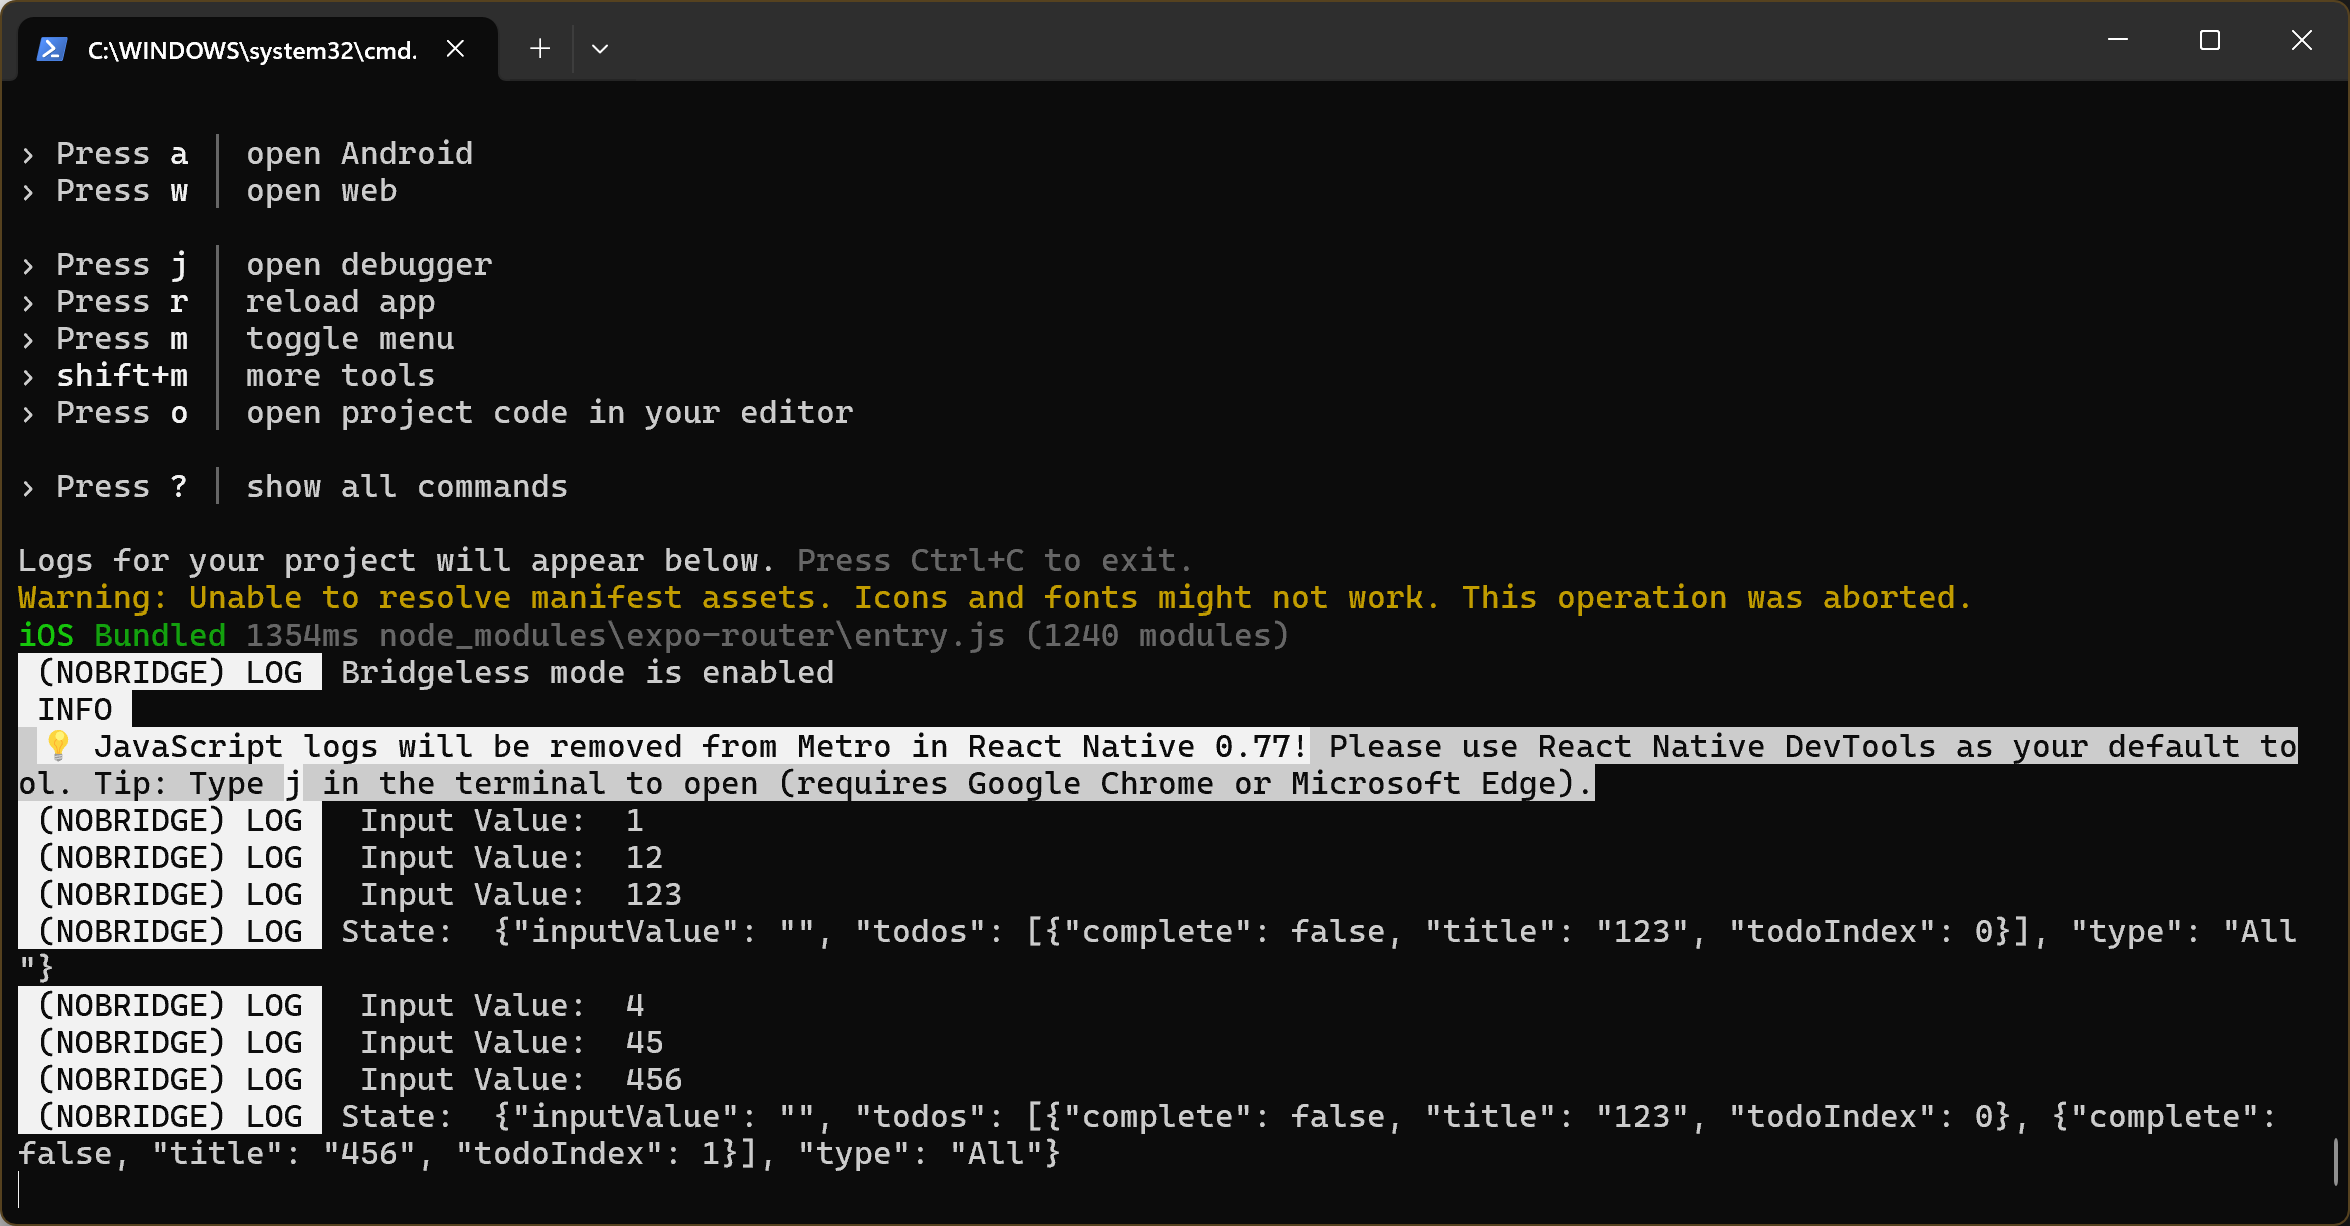 C:\WINDOWS\system32\cmd.
› Press a │ open Android
› Press w │ open web
› Press j │ open debugger
› Press r │ reload app
› Press m │ toggle menu
› shift+m │ more tools
› Press o │ open project code in your editor
› Press ? │ show all commands
Logs for your project will appear below. Press Ctrl+C to exit.
Warning: Unable to resolve manifest assets. Icons and fonts might not work. This operation was aborted.
iOS Bundled 1354ms node_modules\expo-router\entry.js (1240 modules)
(NOBRIDGE) LOG Bridgeless mode is enabled
INFO
💡 JavaScript logs will be removed from Metro in React Native 0.77! Please use React Native DevTools as your default to
ol. Tip: Type j in the terminal to open (requires Google Chrome or Microsoft Edge).
(NOBRIDGE) LOG Input Value: 1
(NOBRIDGE) LOG Input Value: 12
(NOBRIDGE) LOG Input Value: 123
(NOBRIDGE) LOG State: {"inputValue": "", "todos": [{"complete": false, "title": "123", "todoIndex": 0}], "type": "All
"}
(NOBRIDGE) LOG Input Value: 4
(NOBRIDGE) LOG Input Value: 45
(NOBRIDGE) LOG Input Value: 456
(NOBRIDGE) LOG State: {"inputValue": "", "todos": [{"complete": false, "title": "123", "todoIndex": 0}, {"complete":
false, "title": "456", "todoIndex": 1}], "type": "All"}